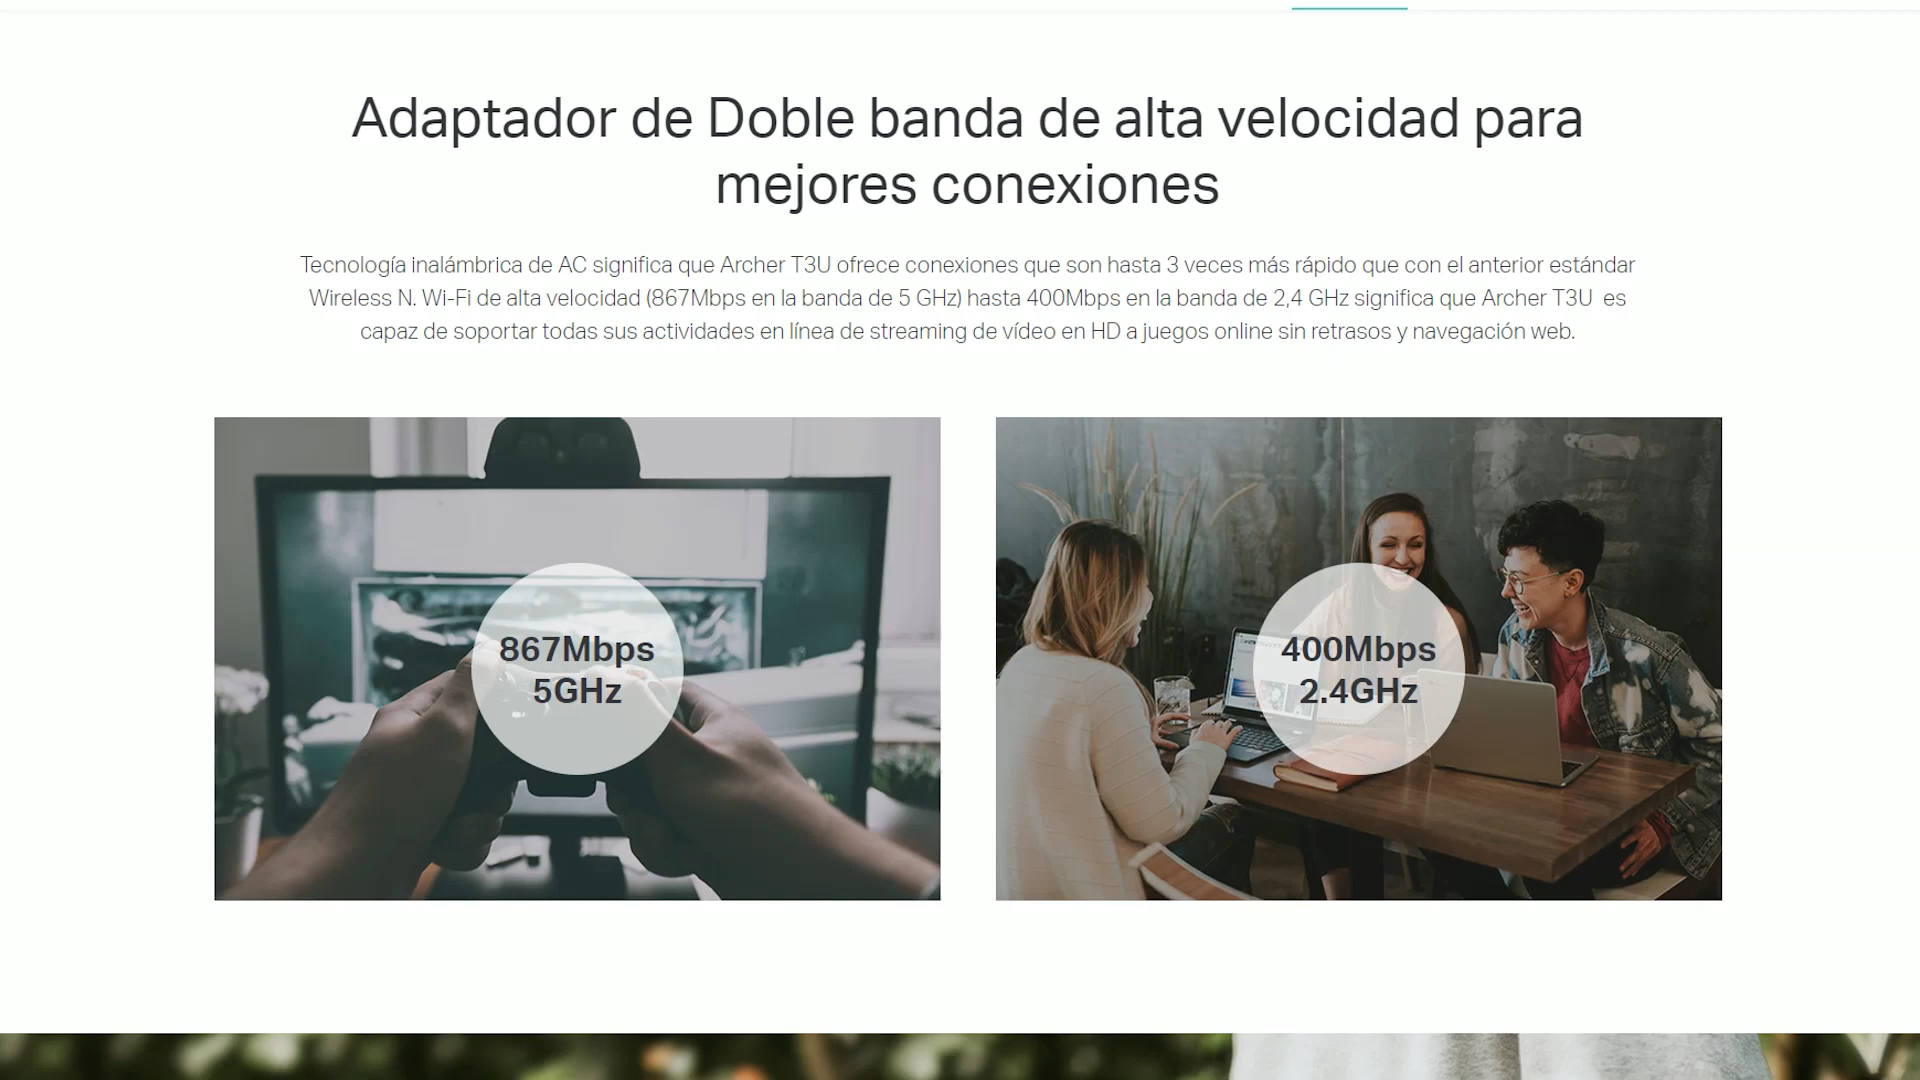 Adaptador de Doble banda de alta velocidad para
mejores conexiones
Tecnología inalámbrica de AC significa que Archer T3U ofrece conexiones que son hasta 3 veces más rápido que con el anterior estándar
Wireless N. Wi-Fi de alta velocidad (867Mbps en la banda de 5 GHz) hasta 400Mbps en la banda de 2,4 GHz significa que Archer T3U es
capaz de soportar todas sus actividades en línea de streaming de vídeo en HD a juegos online sin retrasos y navegación web.
867Mbps
5GHz
400Mbps
2.4GHz